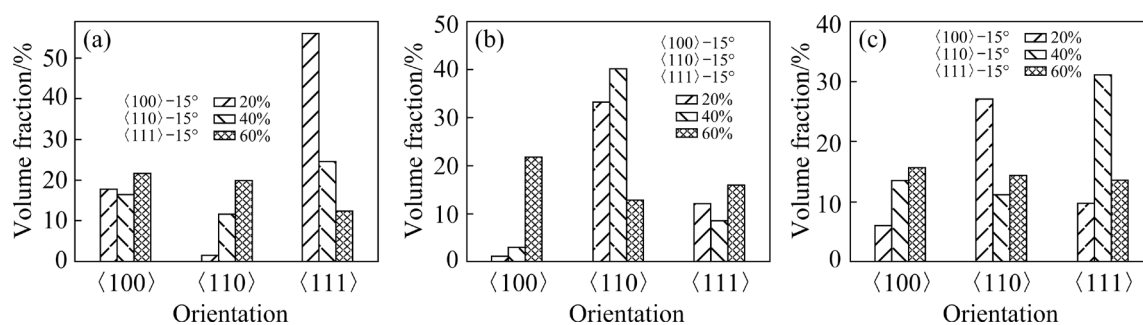 (a)
Volume fraction/%
50
40
30
20
10
0
⟨100⟩−15°
⟨110⟩−15°
⟨111⟩−15°
20%
40%
60%
⟨100⟩ ⟨110⟩ ⟨111⟩
Orientation
(b)
Volume fraction/%
50
40
30
20
10
0
⟨100⟩−15°
⟨110⟩−15°
⟨111⟩−15°
20%
40%
60%
⟨100⟩ ⟨110⟩ ⟨111⟩
Orientation
(c)
Volume fraction/%
40
30
20
10
0
⟨100⟩−15° 20%
⟨110⟩−15° 40%
⟨111⟩−15° 60%
⟨100⟩ ⟨110⟩ ⟨111⟩
Orientation